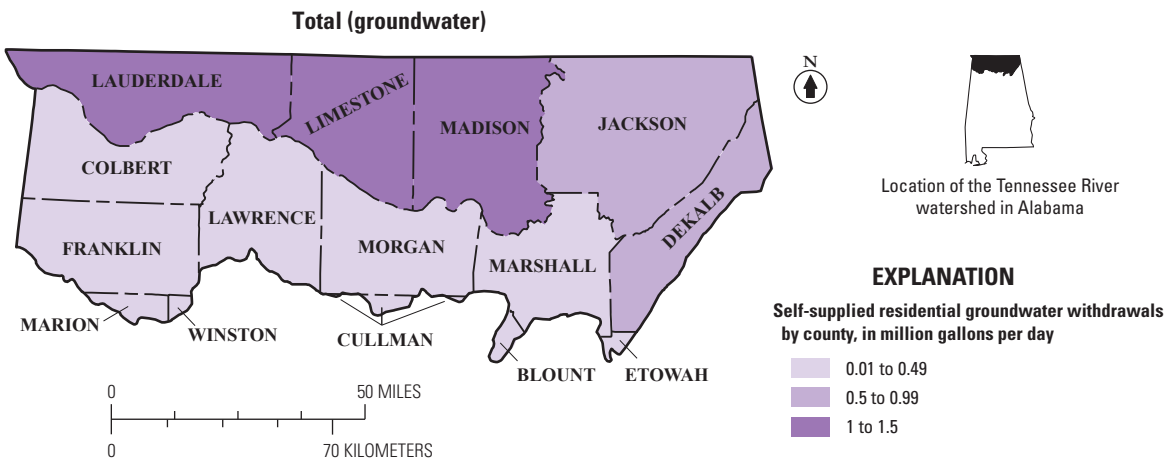 Total (groundwater)
LAUDERDALE
LIMESTONE
MADISON
JACKSON
COLBERT
LAWRENCE
DEKALB
FRANKLIN
MORGAN
MARSHALL
MARION
WINSTON
CULLMAN
BLOUNT
ETOWAH
0
50 MILES
0
70 KILOMETERS
N
Location of the Tennessee River
watershed in Alabama
EXPLANATION
Self-supplied residential groundwater withdrawals
by county, in million gallons per day
0.01 to 0.49
0.5 to 0.99
1 to 1.5